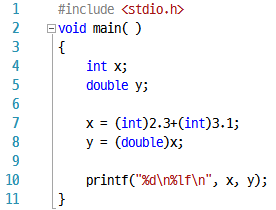 1 #include <stdio.h>
2 void main( )
3 {
4 int x;
5 double y;
6
7 x = (int)2.3+(int)3.1;
8 y = (double)x;
9
10 printf("%d\n%lf\n", x, y);
11 }